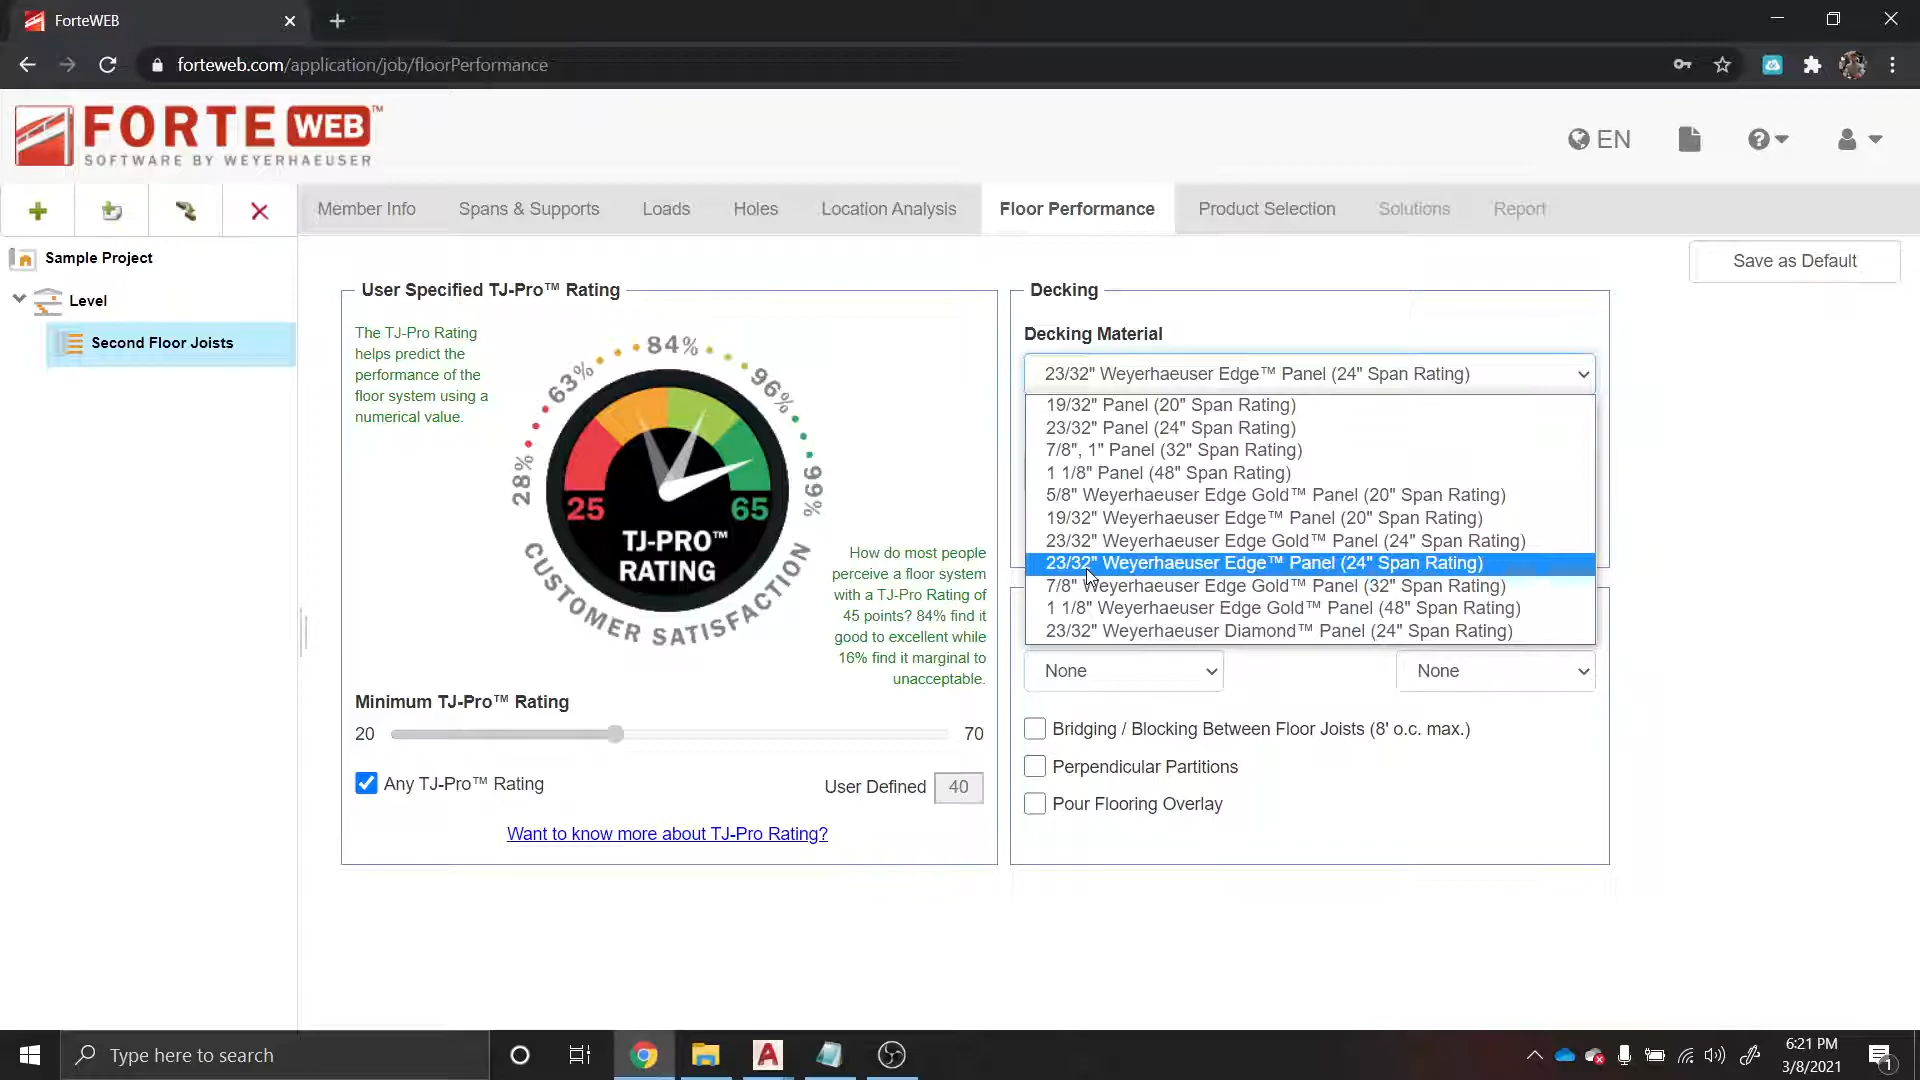 ForteWEB
forteweb.com/application/job/floorPerformance
FORTE WEB™
SOFTWARE BY WEYERHAEUSER
EN
Member Info
Spans & Supports
Loads
Holes
Location Analysis
Floor Performance
Product Selection
Solutions
Report
Sample Project
Level
Second Floor Joists
Save as Default
User Specified TJ-Pro™ Rating
The TJ-Pro Rating
helps predict the
performance of the
floor system using a
numerical value.
28%
63%
84%
96%
99%
25
65
TJ-PRO™
RATING
CUSTOMER SATISFACTION
How do most people
perceive a floor system
with a TJ-Pro Rating of
45 points? 84% find it
good to excellent while
16% find it marginal to
unacceptable.
Minimum TJ-Pro™ Rating
20
70
Any TJ-Pro™ Rating
User Defined
40
Want to know more about TJ-Pro Rating?
Decking
Decking Material
23/32" Weyerhaeuser Edge™ Panel (24" Span Rating)
19/32" Panel (20" Span Rating)
23/32" Panel (24" Span Rating)
7/8", 1" Panel (32" Span Rating)
1 1/8" Panel (48" Span Rating)
5/8" Weyerhaeuser Edge Gold™ Panel (20" Span Rating)
19/32" Weyerhaeuser Edge™ Panel (20" Span Rating)
23/32" Weyerhaeuser Edge Gold™ Panel (24" Span Rating)
23/32" Weyerhaeuser Edge™ Panel (24" Span Rating)
7/8" Weyerhaeuser Edge Gold™ Panel (32" Span Rating)
1 1/8" Weyerhaeuser Edge Gold™ Panel (48" Span Rating)
23/32" Weyerhaeuser Diamond™ Panel (24" Span Rating)
None
None
Bridging / Blocking Between Floor Joists (8' o.c. max.)
Perpendicular Partitions
Pour Flooring Overlay
Type here to search
6:21 PM
3/8/2021
1